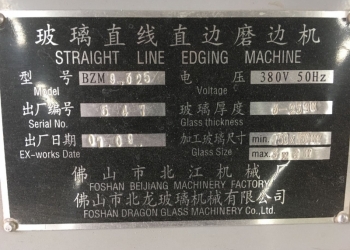 玻璃直线直边磨边机
STRAIGHT LINE EDGING MACHINE
型号 BZM 9.325 电压 380V 50Hz
Model Voltage
出厂编号 玻璃厚度
Serial No. Glass thickness
出厂日期 加工玻璃尺寸 min.
EX-works Date Glass Size max.
佛山市北江机械厂
FOSHAN BEIJIANG MACHINERY FACTORY
佛山市北龙玻璃机械有限公司
FOSHAN DRAGON GLASS MACHINERY Co.,Ltd.